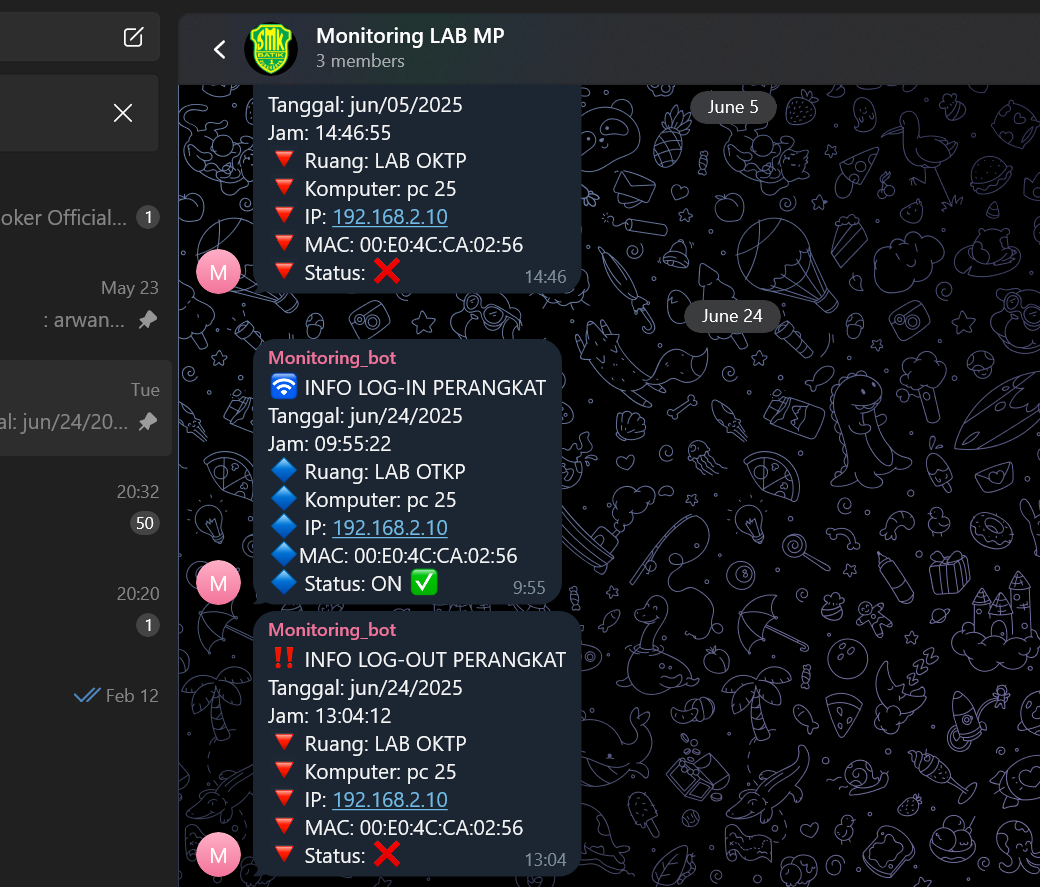 Monitoring LAB MP
3 members
SMK
BATIK
1
oker Official... 1
May 23
: arwan...
Tue
al: jun/24/20...
20:32
50
20:20
1
Feb 12
June 5
Tanggal: jun/05/2025
Jam: 14:46:55
Ruang: LAB OKTP
Komputer: pc 25
IP: 192.168.2.10
MAC: 00:E0:4C:CA:02:56
Status:
14:46
M
June 24
Monitoring_bot
INFO LOG-IN PERANGKAT
Tanggal: jun/24/2025
Jam: 09:55:22
Ruang: LAB OTKP
Komputer: pc 25
IP: 192.168.2.10
MAC: 00:E0:4C:CA:02:56
Status: ON
9:55
M
Monitoring_bot
‼ INFO LOG-OUT PERANGKAT
Tanggal: jun/24/2025
Jam: 13:04:12
Ruang: LAB OKTP
Komputer: pc 25
IP: 192.168.2.10
MAC: 00:E0:4C:CA:02:56
Status:
13:04
M